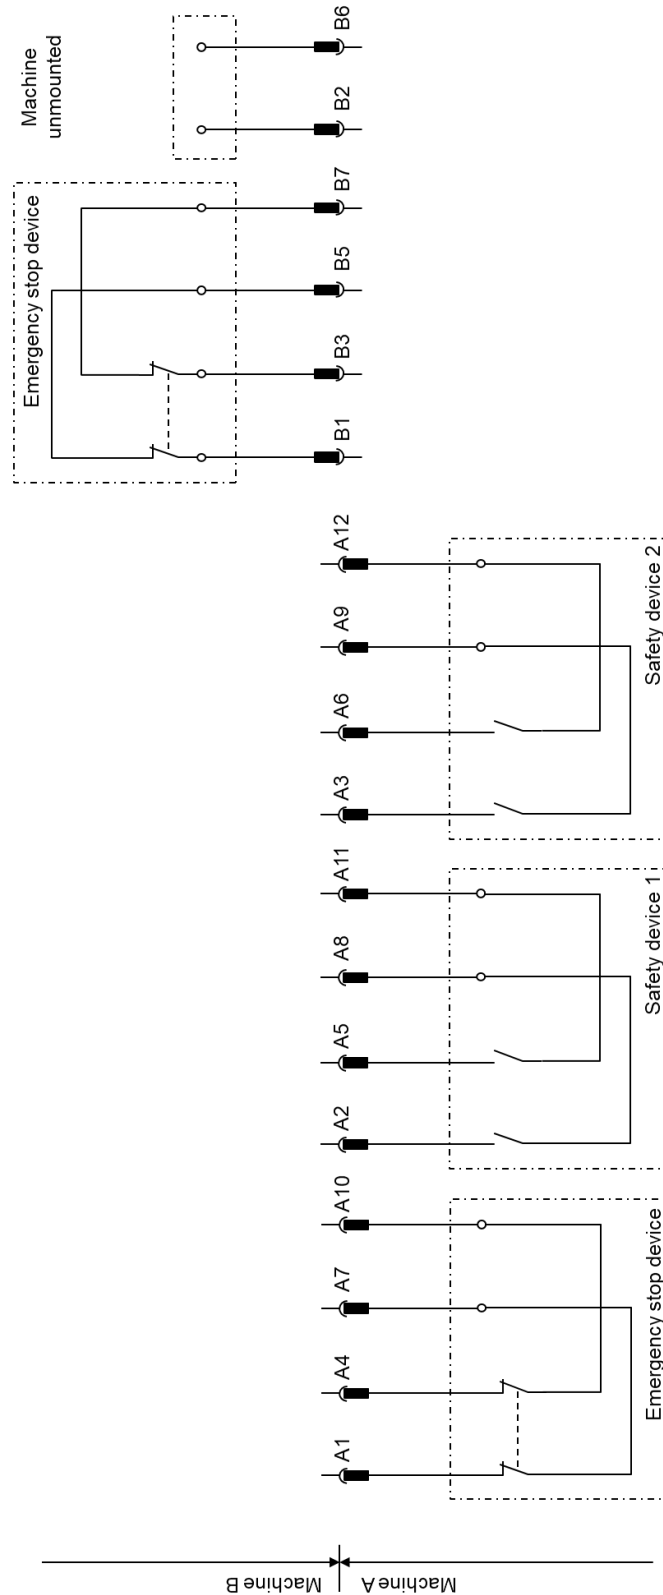 Machine
unmounted
Emergency stop device
Machine B
Machine A
A1
A4
A7
A10
A2
A5
A8
A11
A3
A6
A9
A12
B1
B3
B5
B7
B2
B6
Emergency stop device
Safety device 1
Safety device 2